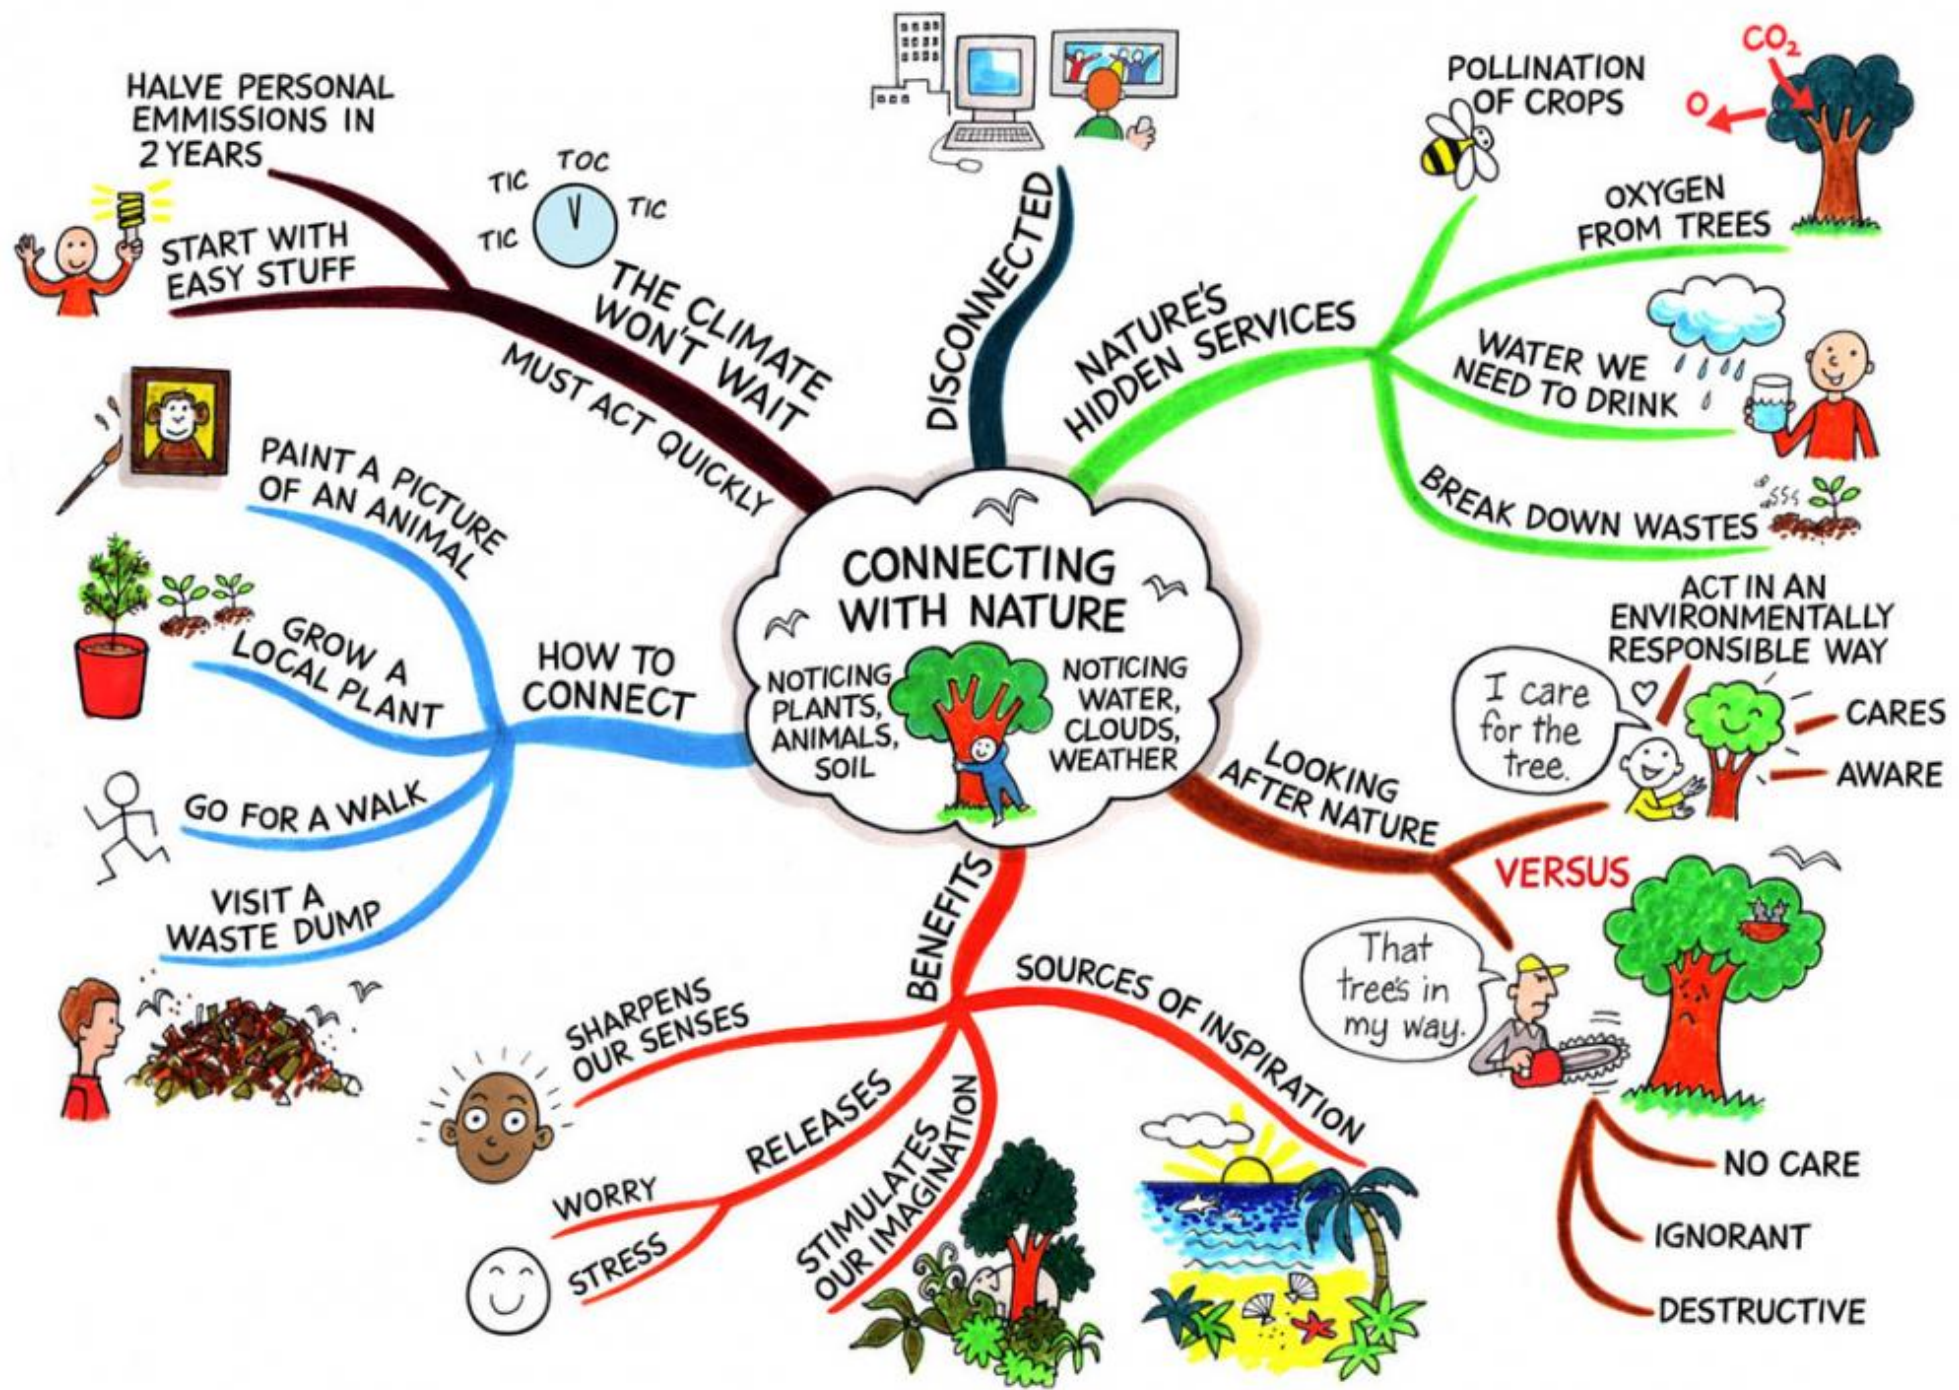 CONNECTING
WITH NATURE
NOTICING
PLANTS,
ANIMALS,
SOIL
NOTICING
WATER,
CLOUDS,
WEATHER
DISCONNECTED
NATURE'S
HIDDEN SERVICES
POLLINATION
OF CROPS
CO₂
O
OXYGEN
FROM TREES
WATER WE
NEED TO DRINK
BREAK DOWN WASTES
LOOKING
AFTER NATURE
ACT IN AN
ENVIRONMENTALLY
RESPONSIBLE WAY
I care
for the
tree.
CARES
AWARE
VERSUS
That
tree's in
my way.
NO CARE
IGNORANT
DESTRUCTIVE
BENEFITS
SOURCES OF INSPIRATION
STIMULATES
OUR IMAGINATION
RELEASES
WORRY
STRESS
SHARPENS
OUR SENSES
HOW TO
CONNECT
PAINT A PICTURE
OF AN ANIMAL
GROW A
LOCAL PLANT
GO FOR A WALK
VISIT A
WASTE DUMP
THE CLIMATE
WON'T WAIT
MUST ACT QUICKLY
TIC
TIC
TOC
TIC
HALVE PERSONAL
EMMISSIONS IN
2 YEARS
START WITH
EASY STUFF